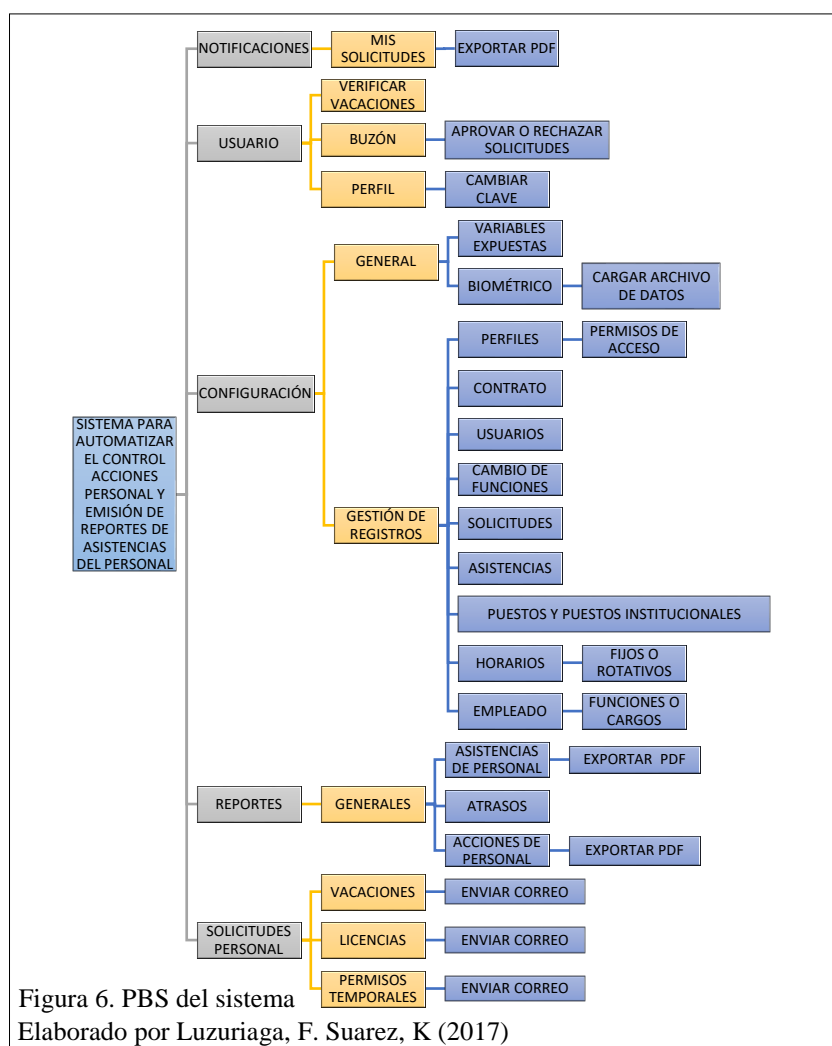 NOTIFICACIONES
MIS
SOLICITUDES
EXPORTAR PDF
USUARIO
VERIFICAR
VACACIONES
BUZÓN
APROVAR O RECHAZAR
SOLICITUDES
PERFIL
CAMBIAR
CLAVE
SISTEMA PARA
AUTOMATIZAR
EL CONTROL
ACCIONES
PERSONAL Y
EMISIÓN DE
REPORTES DE
ASISTENCIAS
DEL PERSONAL
CONFIGURACIÓN
GENERAL
VARIABLES
EXPUESTAS
BIOMÉTRICO
CARGAR ARCHIVO
DE DATOS
GESTIÓN DE
REGISTROS
PERFILES
PERMISOS DE
ACCESO
CONTRATO
USUARIOS
CAMBIO DE
FUNCIONES
SOLICITUDES
ASISTENCIAS
PUESTOS Y PUESTOS INSTITUCIONALES
HORARIOS
FIJOS O
ROTATIVOS
EMPLEADO
FUNCIONES O
CARGOS
REPORTES
GENERALES
ASISTENCIAS
DE PERSONAL
EXPORTAR PDF
ATRASOS
ACCIONES DE
PERSONAL
EXPORTAR PDF
SOLICITUDES
PERSONAL
VACACIONES
ENVIAR CORREO
LICENCIAS
ENVIAR CORREO
PERMISOS
TEMPORALES
ENVIAR CORREO
Figura 6. PBS del sistema
Elaborado por Luzuriaga, F. Suarez, K (2017)